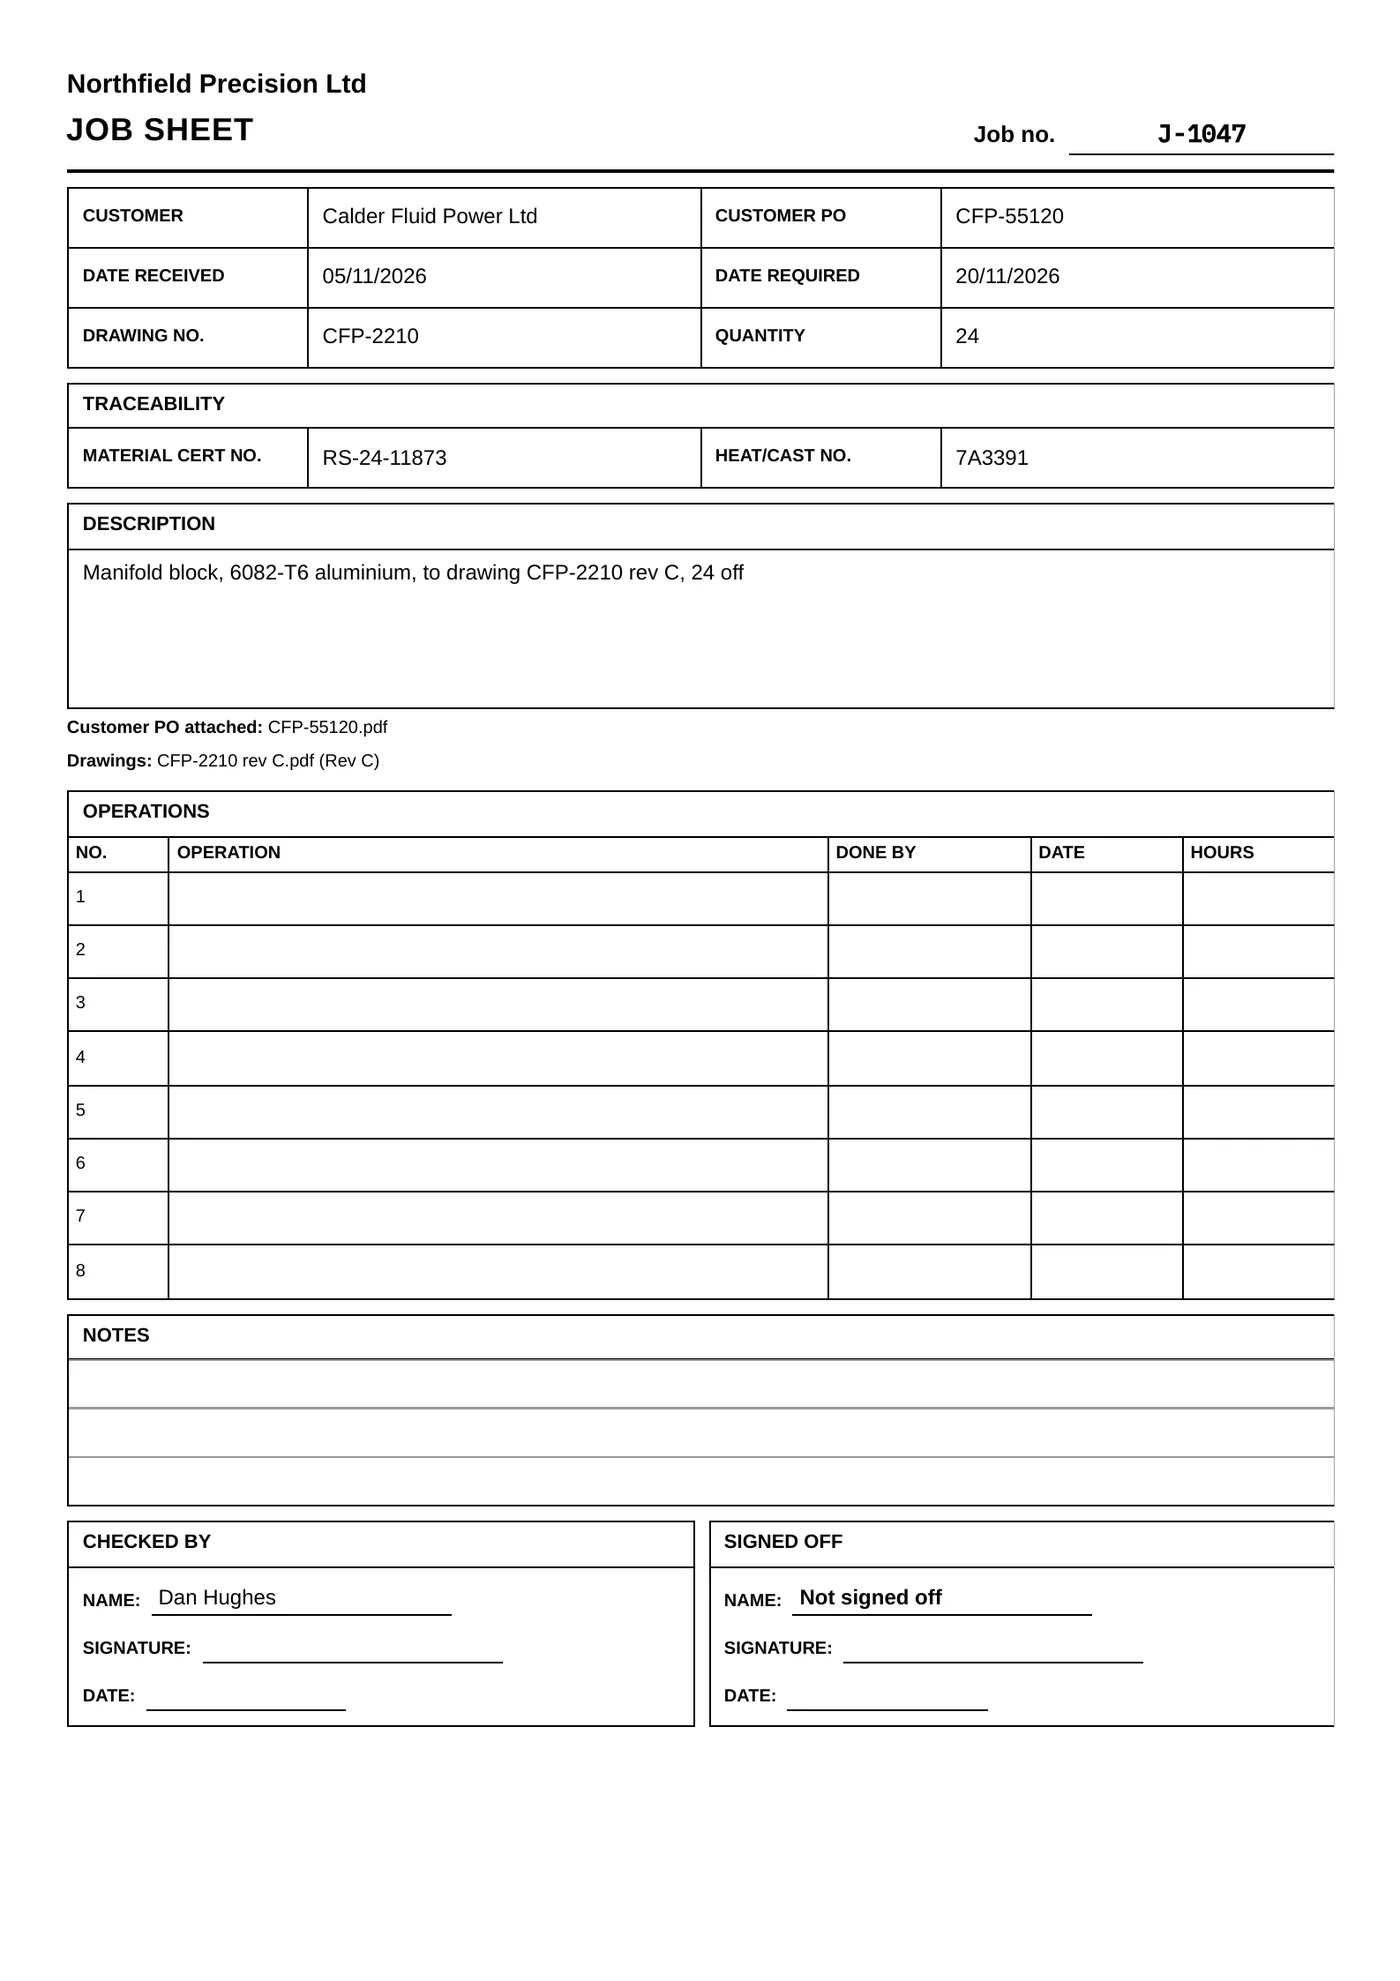 Northfield Precision Ltd
JOB SHEET
Job no. J-1047
CUSTOMER Calder Fluid Power Ltd CUSTOMER PO CFP-55120
DATE RECEIVED 05/11/2026 DATE REQUIRED 20/11/2026
DRAWING NO. CFP-2210 QUANTITY 24
TRACEABILITY
MATERIAL CERT NO. RS-24-11873 HEAT/CAST NO. 7A3391
DESCRIPTION
Manifold block, 6082-T6 aluminium, to drawing CFP-2210 rev C, 24 off
Customer PO attached: CFP-55120.pdf
Drawings: CFP-2210 rev C.pdf (Rev C)
OPERATIONS
NO. OPERATION DONE BY DATE HOURS
1
2
3
4
5
6
7
8
NOTES
CHECKED BY
NAME: Dan Hughes
SIGNATURE:
DATE:
SIGNED OFF
NAME: Not signed off
SIGNATURE:
DATE: